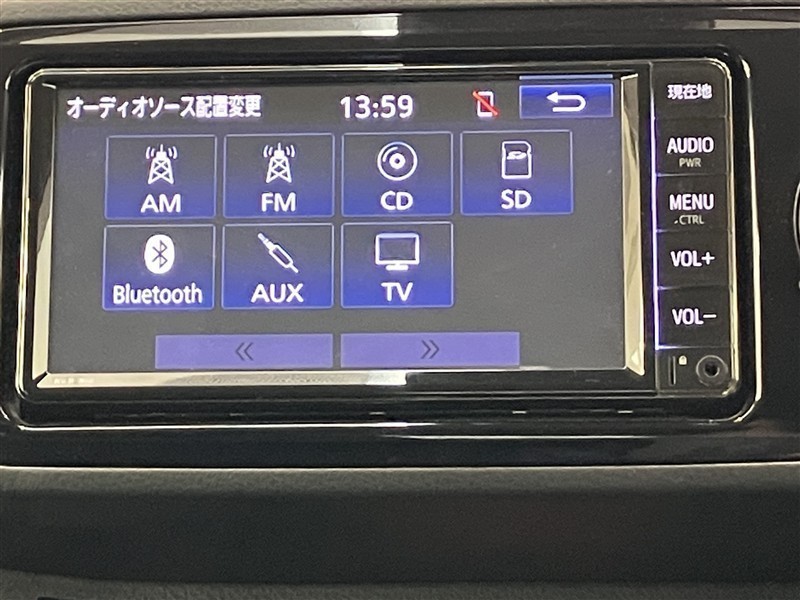 オーディオソース配置変更 13:59
現在地
AUDIO
PWR
MENU
CTRL
VOL+
VOL−
AM FM CD SD
Bluetooth AUX TV